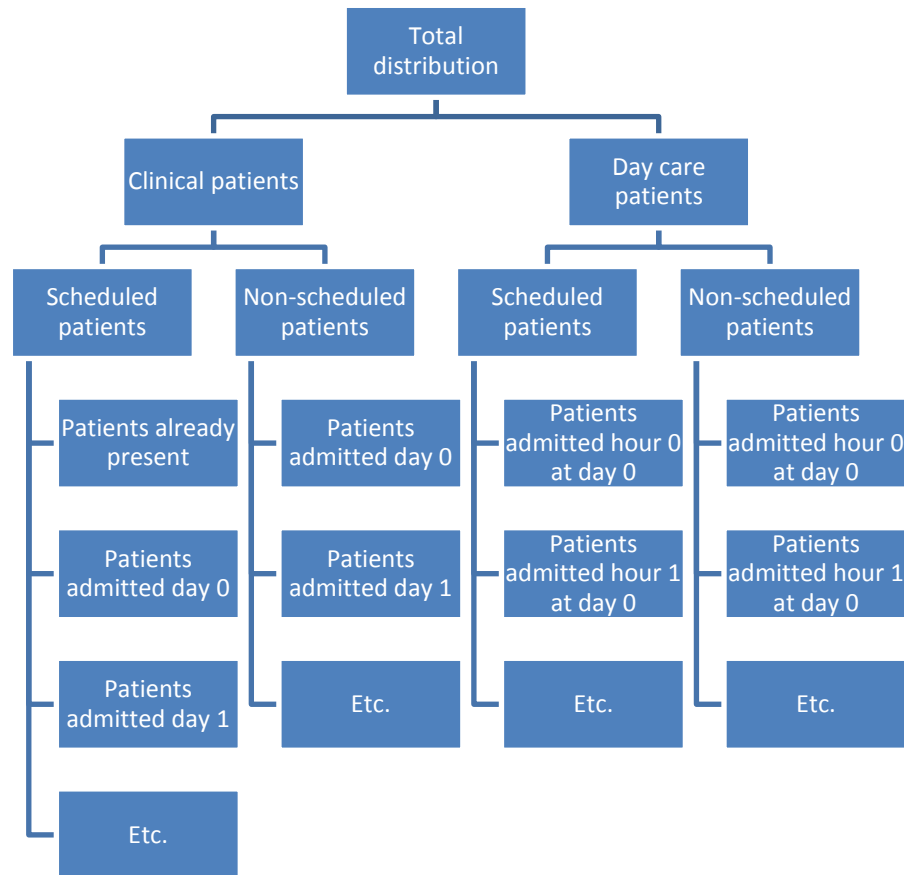 Total
distribution
Clinical patients
Day care
patients
Scheduled
patients
Non-scheduled
patients
Scheduled
patients
Non-scheduled
patients
Patients already
present
Patients
admitted day 0
Patients
admitted hour 0
at day 0
Patients
admitted hour 0
at day 0
Patients
admitted day 0
Patients
admitted day 1
Patients
admitted hour 1
at day 0
Patients
admitted hour 1
at day 0
Patients
admitted day 1
Etc.
Etc.
Etc.
Etc.